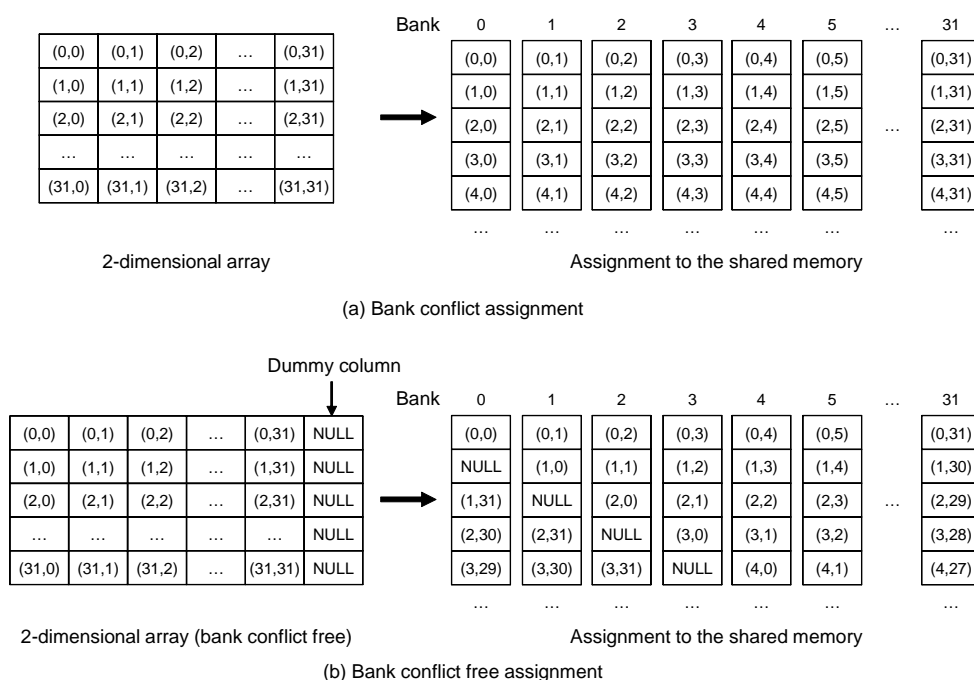 Bank 0 1 2 3 4 5 … 31
(0,0) (0,1) (0,2) … (0,31)
(1,0) (1,1) (1,2) … (1,31)
(2,0) (2,1) (2,2) … (2,31)
… … … … …
(31,0) (31,1) (31,2) … (31,31)
(0,0) (0,1) (0,2) (0,3) (0,4) (0,5) (0,31)
(1,0) (1,1) (1,2) (1,3) (1,4) (1,5) (1,31)
(2,0) (2,1) (2,2) (2,3) (2,4) (2,5) … (2,31)
(3,0) (3,1) (3,2) (3,3) (3,4) (3,5) (3,31)
(4,0) (4,1) (4,2) (4,3) (4,4) (4,5) (4,31)
… … … … … … …
2-dimensional array
Assignment to the shared memory
(a) Bank conflict assignment
Dummy column
Bank 0 1 2 3 4 5 … 31
(0,0) (0,1) (0,2) … (0,31) NULL
(1,0) (1,1) (1,2) … (1,31) NULL
(2,0) (2,1) (2,2) … (2,31) NULL
… … … … … NULL
(31,0) (31,1) (31,2) … (31,31) NULL
(0,0) (0,1) (0,2) (0,3) (0,4) (0,5) (0,31)
NULL (1,0) (1,1) (1,2) (1,3) (1,4) (1,30)
(1,31) NULL (2,0) (2,1) (2,2) (2,3) … (2,29)
(2,30) (2,31) NULL (3,0) (3,1) (3,2) (3,28)
(3,29) (3,30) (3,31) NULL (4,0) (4,1) (4,27)
… … … … … … …
2-dimensional array (bank conflict free)
Assignment to the shared memory
(b) Bank conflict free assignment